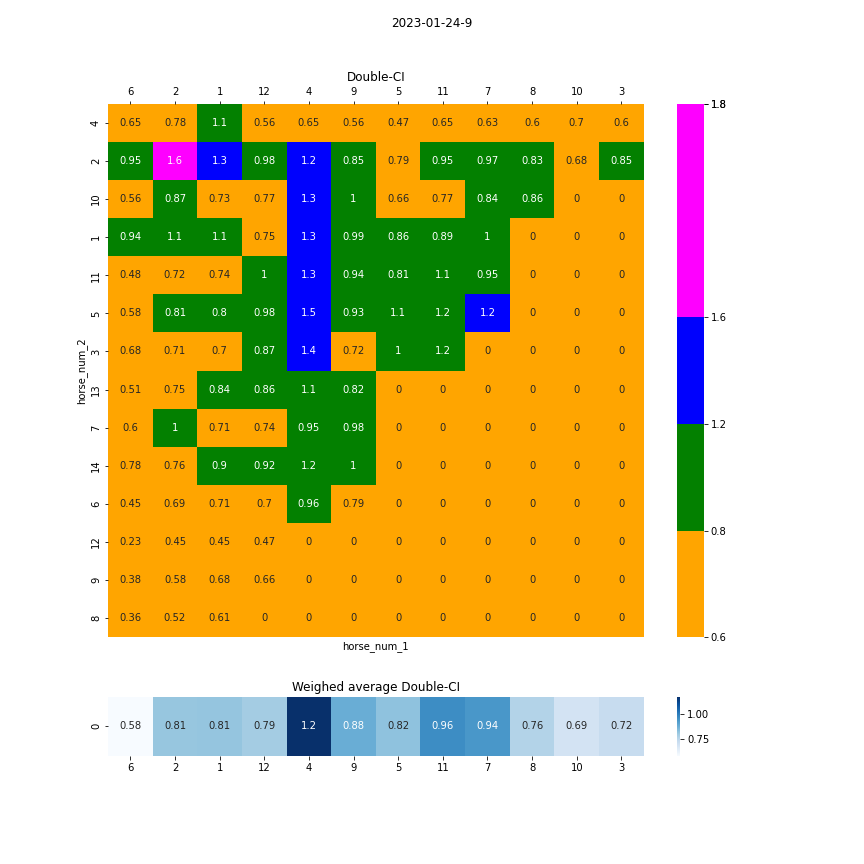 2023-01-24-9
Double-CI
6 2 1 12 4 9 5 11 7 8 10 3
4 0.65 0.78 1.1 0.56 0.65 0.56 0.47 0.65 0.63 0.6 0.7 0.6
2 0.95 1.6 1.3 0.98 1.2 0.85 0.79 0.95 0.97 0.83 0.68 0.85
10 0.56 0.87 0.73 0.77 1.3 1 0.66 0.77 0.84 0.86 0 0
1 0.94 1.1 1.1 0.75 1.3 0.99 0.86 0.89 1 0 0 0
11 0.48 0.72 0.74 1 1.3 0.94 0.81 1.1 0.95 0 0 0
5 0.58 0.81 0.8 0.98 1.5 0.93 1.1 1.2 1.2 0 0 0
3 0.68 0.71 0.7 0.87 1.4 0.72 1 1.2 0 0 0 0
13 0.51 0.75 0.84 0.86 1.1 0.82 0 0 0 0 0 0
7 0.6 1 0.71 0.74 0.95 0.98 0 0 0 0 0 0
14 0.78 0.76 0.9 0.92 1.2 1 0 0 0 0 0 0
6 0.45 0.69 0.71 0.7 0.96 0.79 0 0 0 0 0 0
12 0.23 0.45 0.45 0.47 0 0 0 0 0 0 0 0
9 0.38 0.58 0.68 0.66 0 0 0 0 0 0 0 0
8 0.36 0.52 0.61 0 0 0 0 0 0 0 0 0
horse_num_2
horse_num_1
1.8
1.6
1.2
0.8
0.6
Weighed average Double-CI
0 0.58 0.81 0.81 0.79 1.2 0.88 0.82 0.96 0.94 0.76 0.69 0.72
6 2 1 12 4 9 5 11 7 8 10 3
1.00
0.75